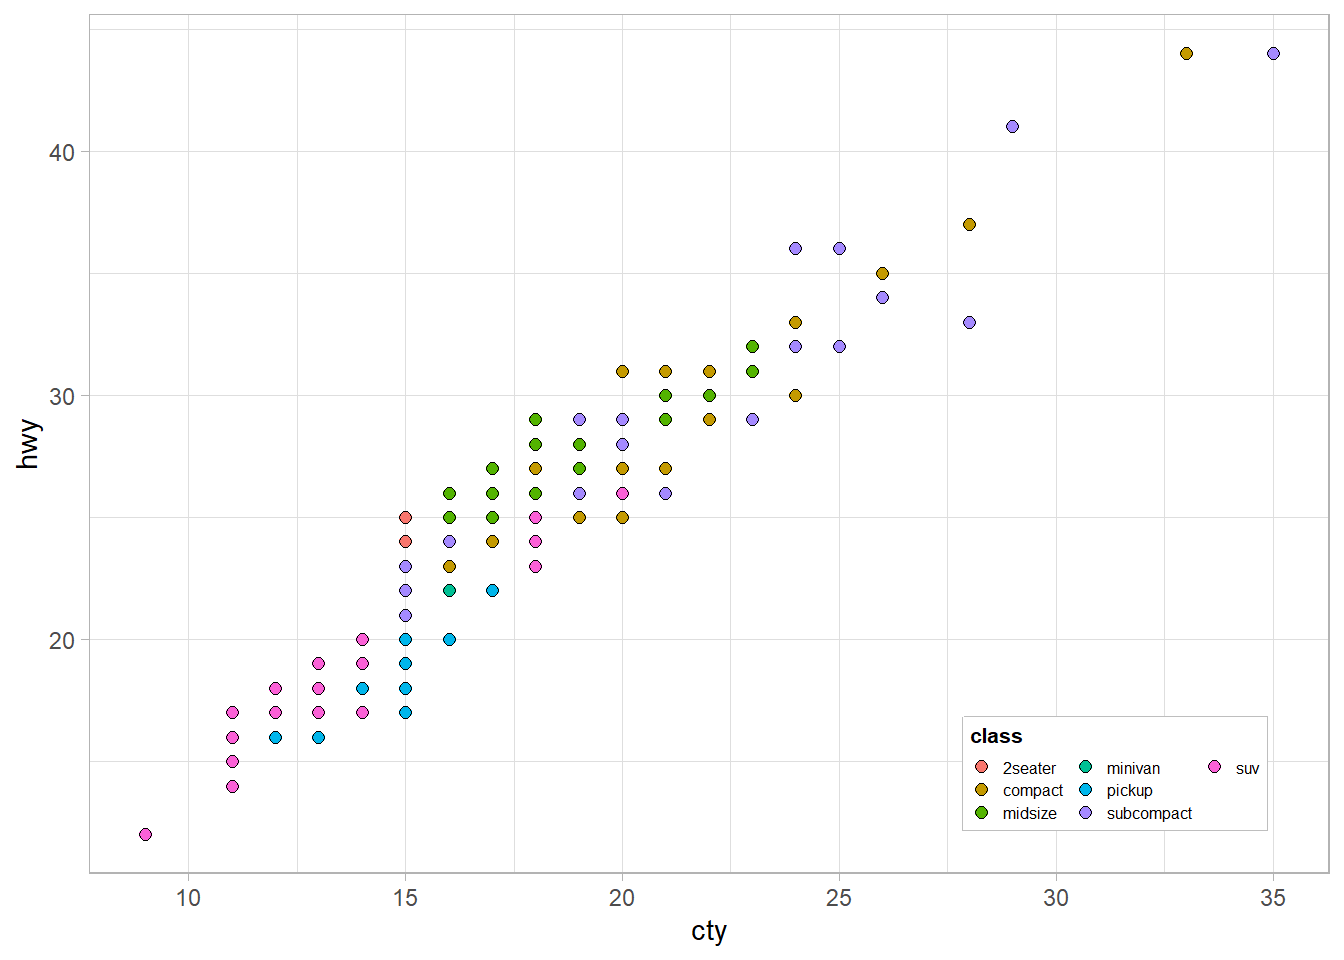 hwy
40
30
20
10 15 20 25 30 35
cty
class
2seater minivan suv
compact pickup
midsize subcompact